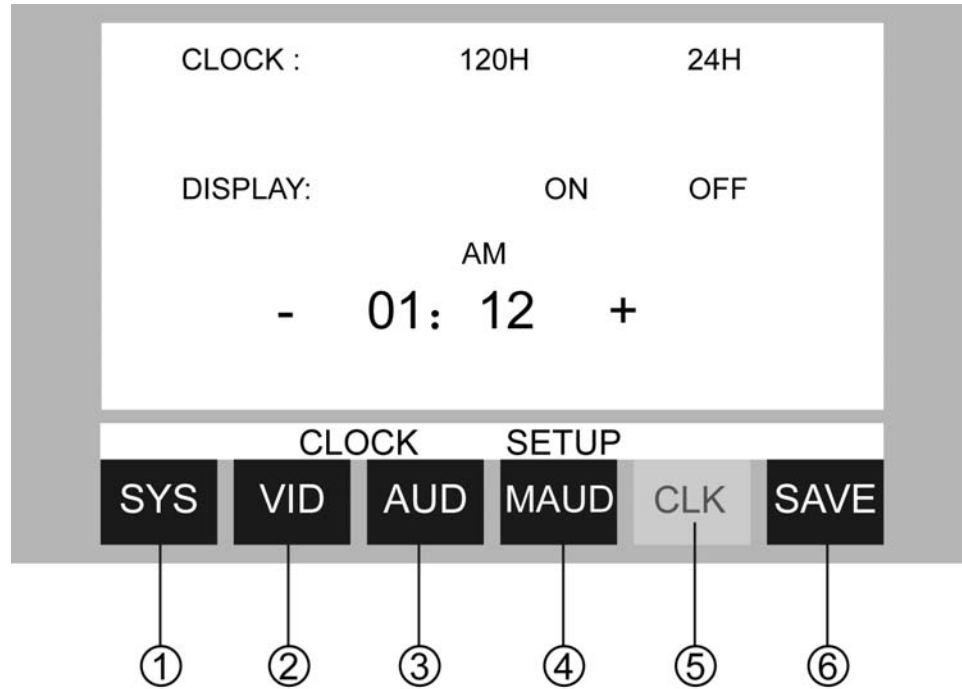 CLOCK : 120H 24H
DISPLAY: ON OFF
AM
- 01: 12 +
CLOCK SETUP
SYS VID AUD MAUD CLK SAVE
① ② ③ ④ ⑤ ⑥